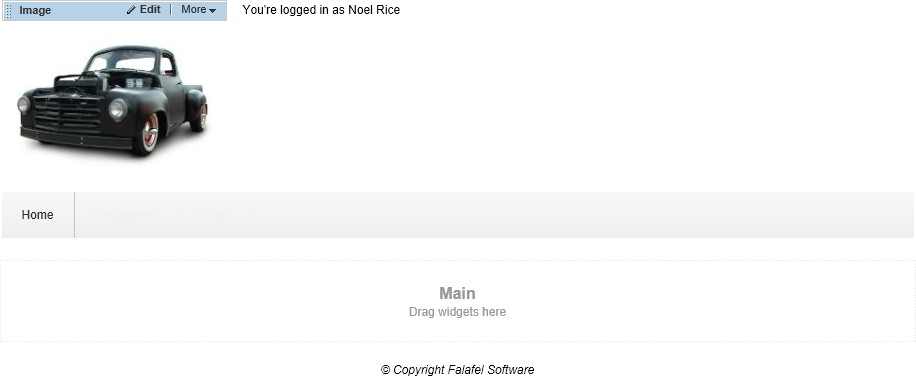 Image Edit More You're logged in as Noel Rice
Home
Main
Drag widgets here
© Copyright Falafel Software